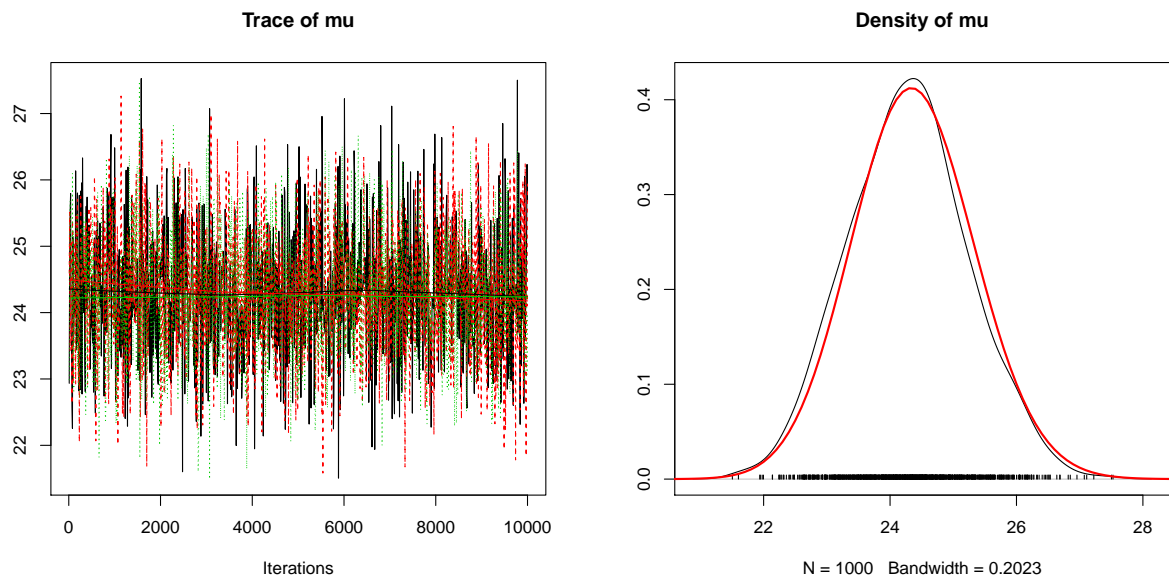 Trace of mu
27
26
25
24
23
22
0 2000 4000 6000 8000 10000
Iterations
Density of mu
0.4
0.3
0.2
0.1
0.0
22 24 26 28
N = 1000 Bandwidth = 0.2023